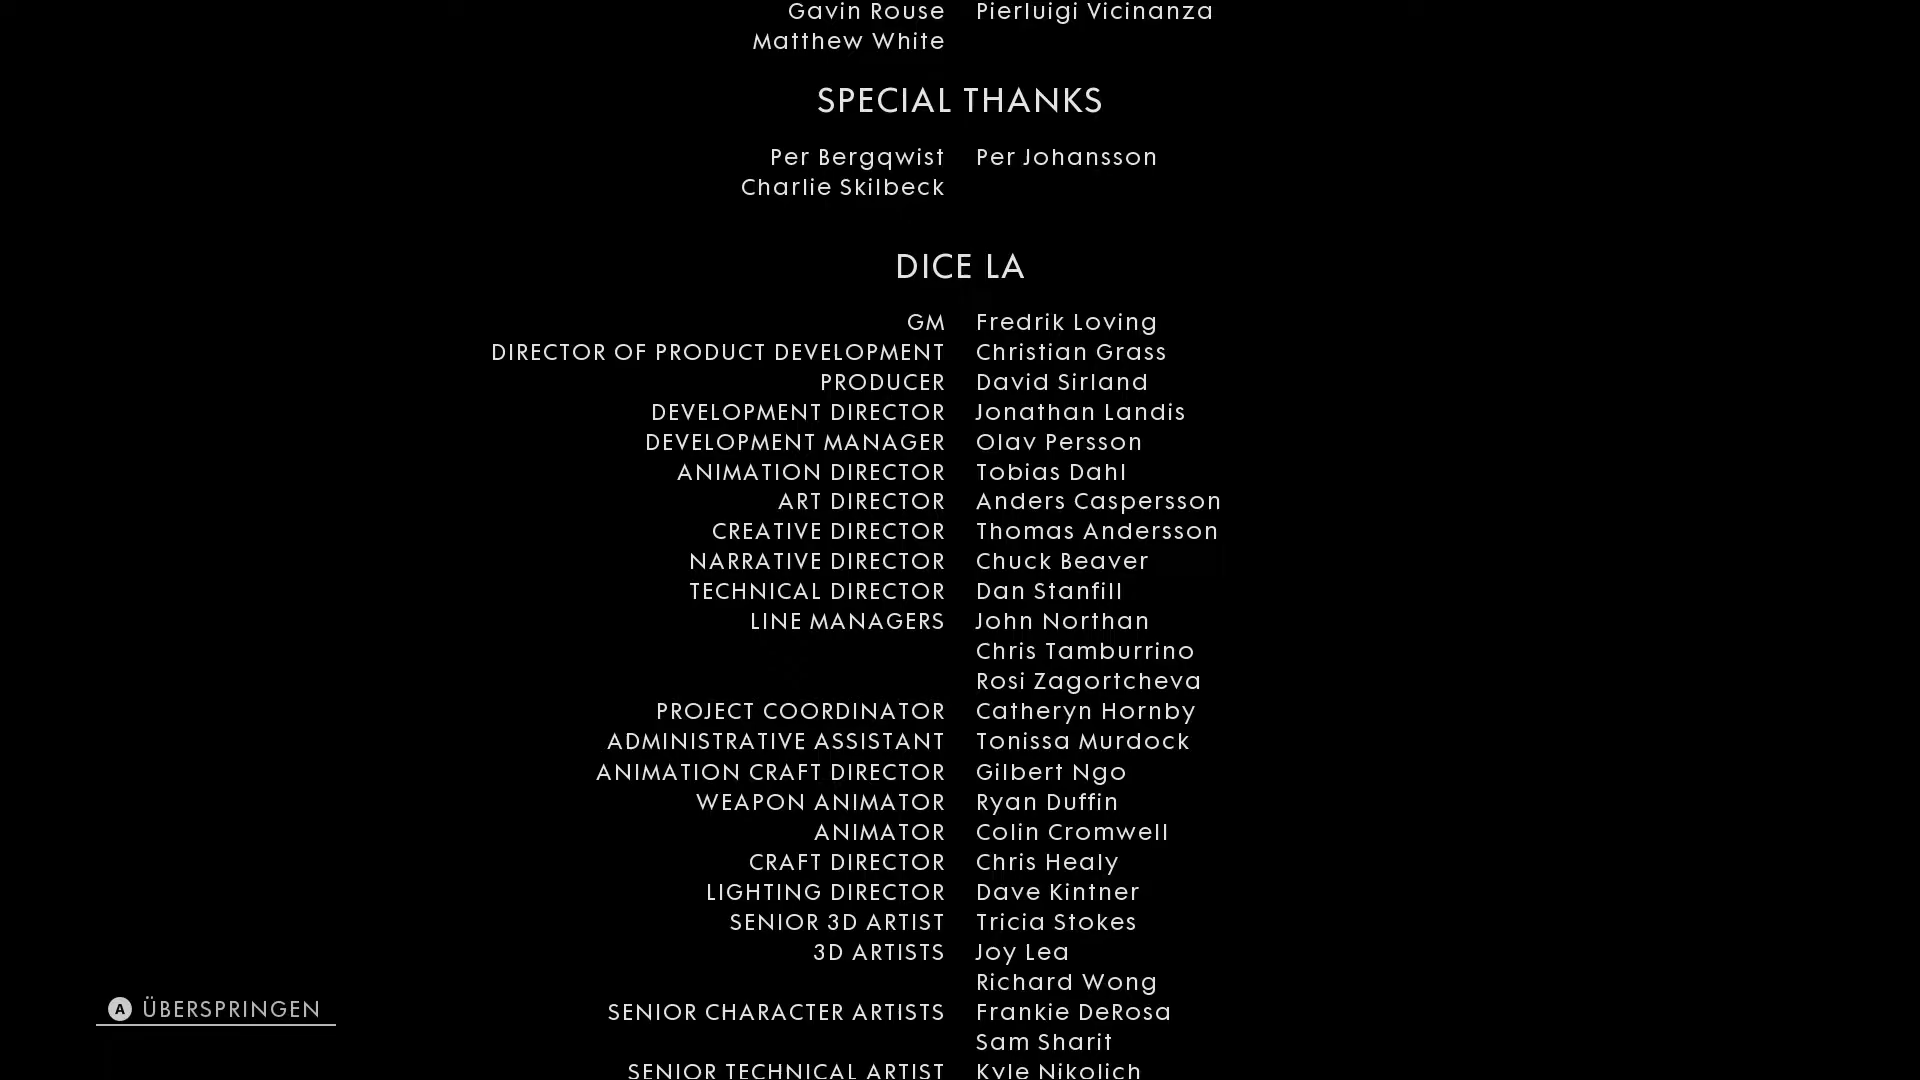 Gavin Rouse Pierluigi Vicinanza
Matthew White
SPECIAL THANKS
Per Bergqwist Per Johansson
Charlie Skilbeck
DICE LA
GM Fredrik Loving
DIRECTOR OF PRODUCT DEVELOPMENT Christian Grass
PRODUCER David Sirland
DEVELOPMENT DIRECTOR Jonathan Landis
DEVELOPMENT MANAGER Olav Persson
ANIMATION DIRECTOR Tobias Dahl
ART DIRECTOR Anders Caspersson
CREATIVE DIRECTOR Thomas Andersson
NARRATIVE DIRECTOR Chuck Beaver
TECHNICAL DIRECTOR Dan Stanfill
LINE MANAGERS John Northan
Chris Tamburrino
Rosi Zagortcheva
PROJECT COORDINATOR Catheryn Hornby
ADMINISTRATIVE ASSISTANT Tonissa Murdock
ANIMATION CRAFT DIRECTOR Gilbert Ngo
WEAPON ANIMATOR Ryan Duffin
ANIMATOR Colin Cromwell
CRAFT DIRECTOR Chris Healy
LIGHTING DIRECTOR Dave Kintner
SENIOR 3D ARTIST Tricia Stokes
3D ARTISTS Joy Lea
Richard Wong
SENIOR CHARACTER ARTISTS Frankie DeRosa
Sam Sharit
SENIOR TECHNICAL ARTIST Kyle Nikolich
A ÜBERSPRINGEN